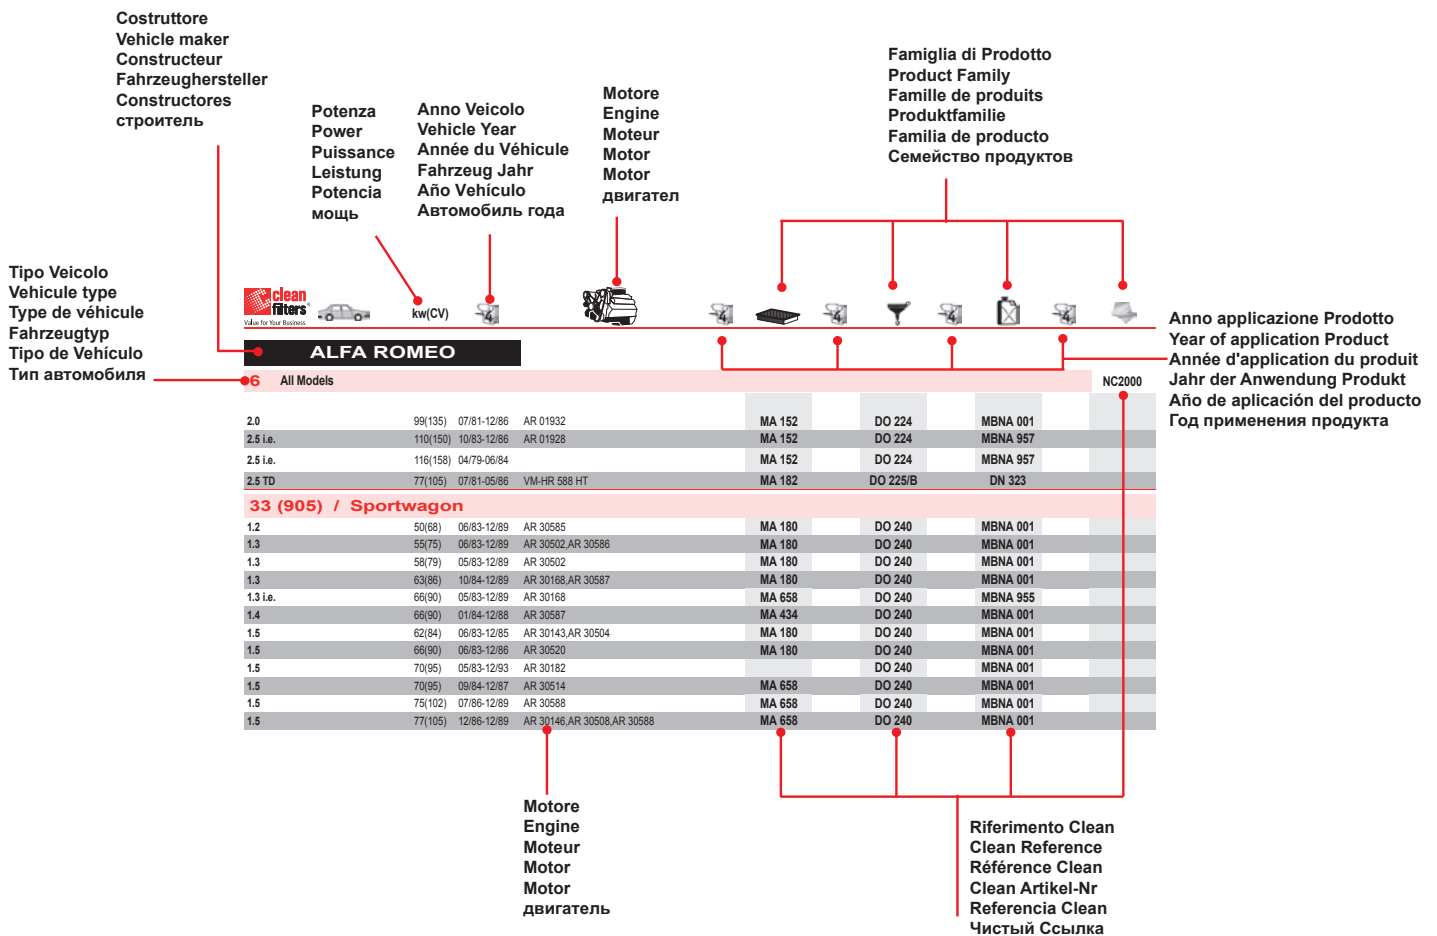 Costruttore
Vehicle maker
Constructeur
Fahrzeughersteller
Constructores
строитель
Potenza
Power
Puissance
Leistung
Potencia
мощь
Anno Veicolo
Vehicle Year
Année du Véhicule
Fahrzeug Jahr
Año Vehículo
Автомобиль года
Motore
Engine
Moteur
Motor
Motor
двигател
Famiglia di Prodotto
Product Family
Famille de produits
Produktfamilie
Familia de producto
Семейство продуктов
Tipo Veicolo
Vehicule type
Type de véhicule
Fahrzeugtyp
Tipo de Vehículo
Тип автомобиля
clean
filters
Value for Your Business
kw(CV) 4 4 4 4 4
Anno applicazione Prodotto
Year of application Product
Année d'application du produit
Jahr der Anwendung Produkt
Año de aplicación del producto
Год применения продукта
ALFA ROMEO
6 All Models NC2000
2.0 99(135) 07/81-12/86 AR 01932 MA 152 DO 224 MBNA 001
2.5 i.e. 110(150) 10/83-12/86 AR 01928 MA 152 DO 224 MBNA 957
2.5 i.e. 116(158) 04/79-06/84 MA 152 DO 224 MBNA 957
2.5 TD 77(105) 07/81-05/86 VM-HR 588 HT MA 182 DO 225/B DN 323
33 (905) / Sportwagon
1.2 50(68) 06/83-12/89 AR 30585 MA 180 DO 240 MBNA 001
1.3 55(75) 06/83-12/89 AR 30502,AR 30586 MA 180 DO 240 MBNA 001
1.3 58(79) 05/83-12/89 AR 30502 MA 180 DO 240 MBNA 001
1.3 63(86) 10/84-12/89 AR 30168,AR 30587 MA 180 DO 240 MBNA 001
1.3 i.e. 66(90) 05/83-12/89 AR 30168 MA 658 DO 240 MBNA 955
1.4 66(90) 01/84-12/88 AR 30587 MA 434 DO 240 MBNA 001
1.5 62(84) 06/83-12/85 AR 30143,AR 30504 MA 180 DO 240 MBNA 001
1.5 66(90) 06/83-12/86 AR 30520 MA 180 DO 240 MBNA 001
1.5 70(95) 05/83-12/93 AR 30182 DO 240 MBNA 001
1.5 70(95) 09/84-12/87 AR 30514 MA 658 DO 240 MBNA 001
1.5 75(102) 07/86-12/89 AR 30588 MA 658 DO 240 MBNA 001
1.5 77(105) 12/86-12/89 AR 30146,AR 30508,AR 30588 MA 658 DO 240 MBNA 001
Motore
Engine
Moteur
Motor
Motor
двигатель
Riferimento Clean
Clean Reference
Référence Clean
Clean Artikel-Nr
Referencia Clean
Чистый Ссылка